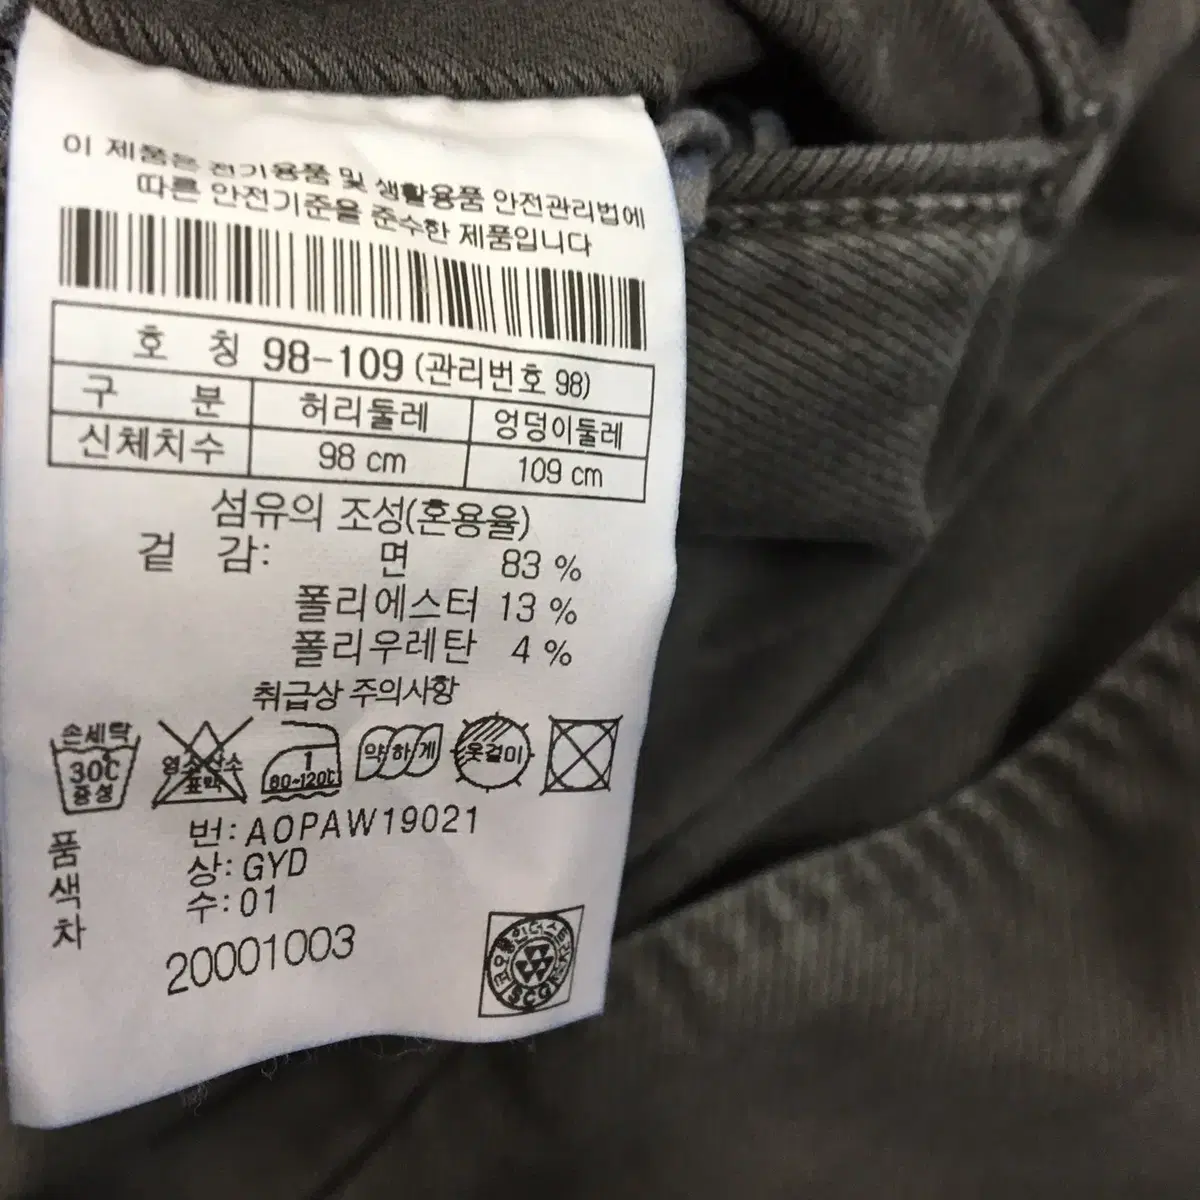 이 제품은 전기용품 및 생활용품 안전관리법에
따른 안전기준을 준수한 제품입니다
호 칭 98-109 (관리번호 98)
구 분 허리둘레 엉덩이둘레
신체치수 98 cm 109 cm
섬유의 조성(혼용율)
겉 감: 면 83 %
폴리에스터 13 %
폴리우레탄 4 %
취급상 주의사항
손세탁
30℃
중성
염소산소
표백
1
80~120℃
약하게
옷걸이
품 번: AOPAW19021
색 상: GYD
차 수: 01
20001003